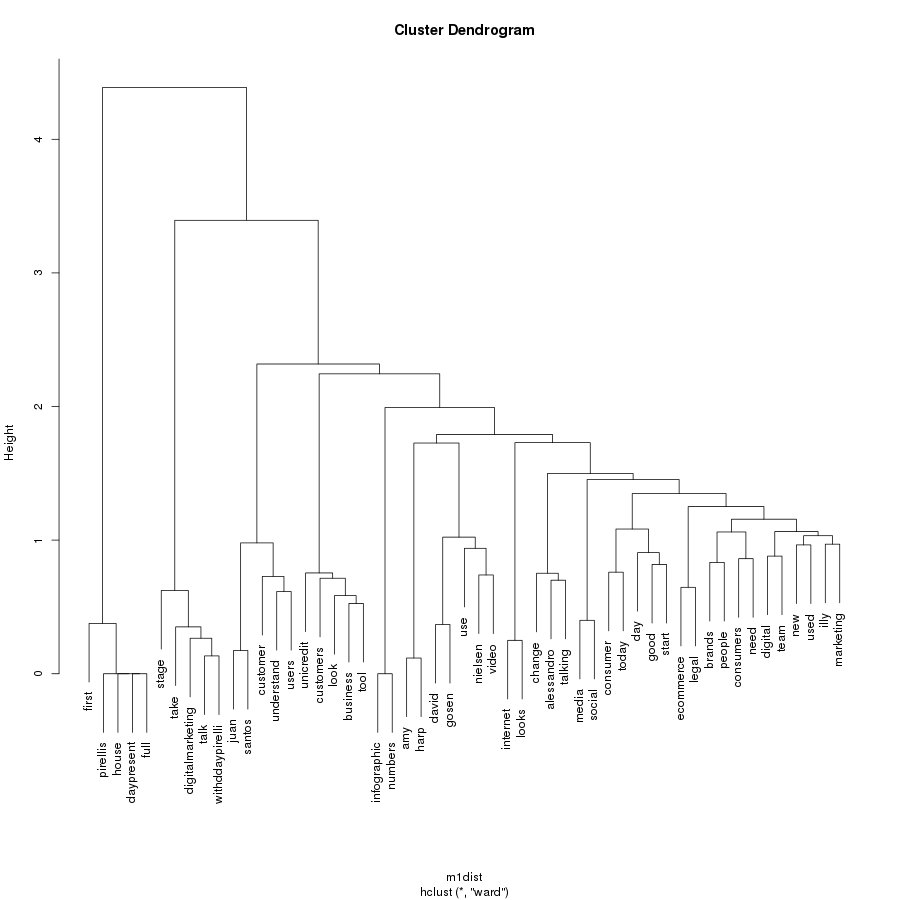 Cluster Dendrogram
Height
4
3
2
1
0
first
pirellis
house
daypresent
full
stage
take
digitalmarketing
talk
withddaypirelli
juan
santos
customer
understand
users
unicredit
customers
look
business
tool
infographic
numbers
amy
harp
david
gosen
use
nielsen
video
internet
looks
change
alessandro
talking
media
social
consumer
today
day
good
start
ecommerce
legal
brands
people
consumers
need
digital
team
new
used
illy
marketing
m1dist
hclust (*, "ward")